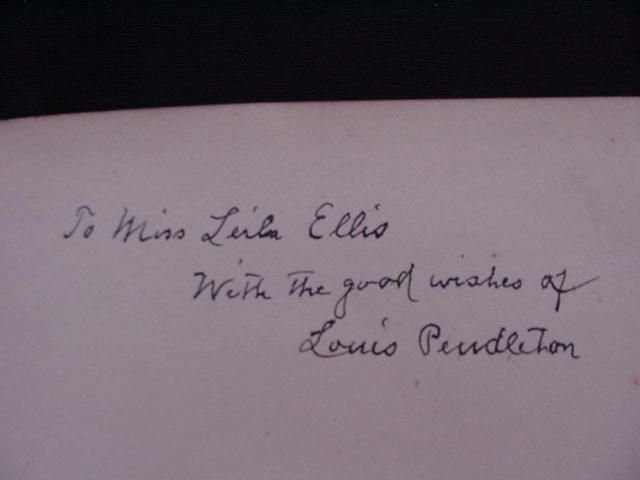 To Miss Leila Ellis
With the good wishes of
Louis Pendleton